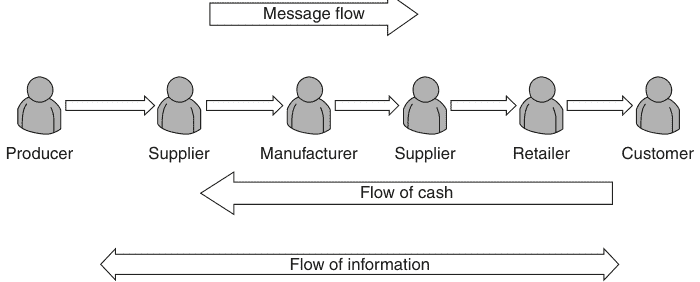 Message flow
Producer
Supplier
Manufacturer
Supplier
Retailer
Customer
Flow of cash
Flow of information